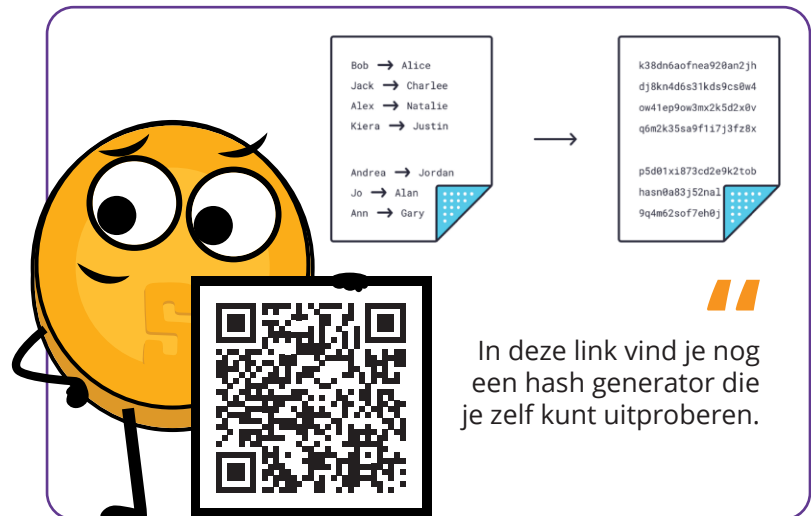 Bob → Alice
Jack → Charlee
Alex → Natalie
Kiera → Justin
Andrea → Jordan
Jo → Alan
Ann → Gary
k38dn6aofnea920an2jh
dj8kn4d6s31kds9cs0w4
ow41ep9ow3mx2k5d2x0v
q6m2k35sa9f1i7j3fz8x
p5d01xi873cd2e9k2tob
hasn0a83j52nal
9q4m62sof7eh0j
In deze link vind je nog
een hash generator die
je zelf kunt uitproberen.